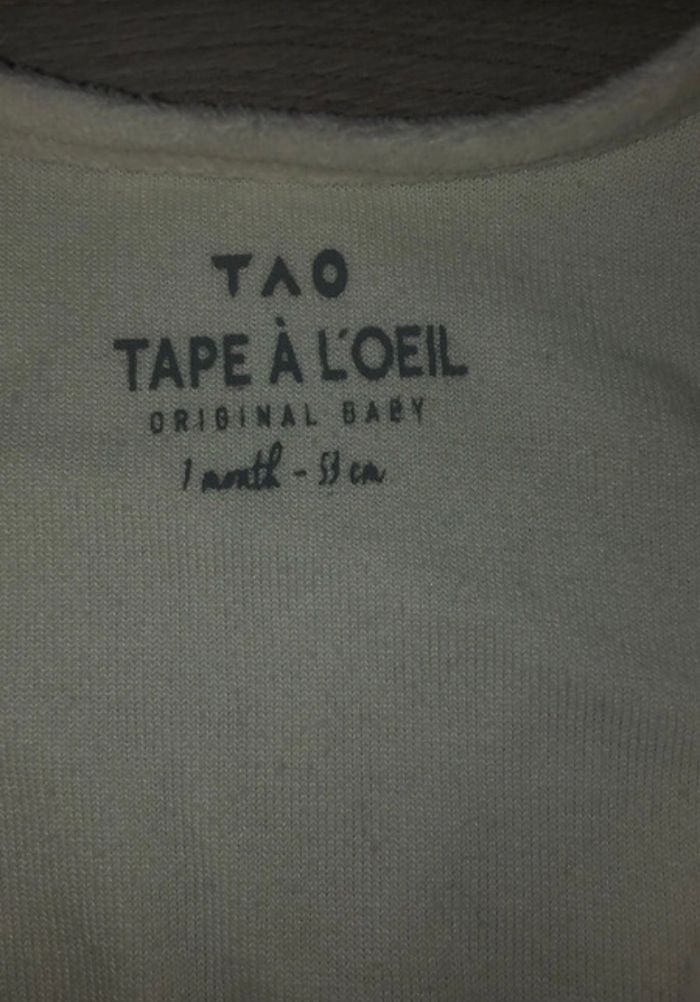 TAO
TAPE À L'OEIL
ORIGINAL BABY
1 month - 53 cm